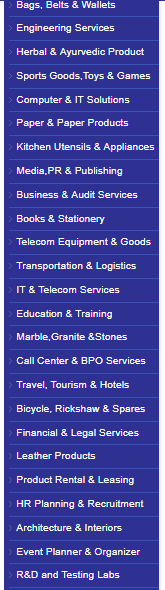 Bags, Belts & Wallets
Engineering Services
Herbal & Ayurvedic Product
Sports Goods,Toys & Games
Computer & IT Solutions
Paper & Paper Products
Kitchen Utensils & Appliances
Media,PR & Publishing
Business & Audit Services
Books & Stationery
Telecom Equipment & Goods
Transportation & Logistics
IT & Telecom Services
Education & Training
Marble,Granite &Stones
Call Center & BPO Services
Travel, Tourism & Hotels
Bicycle, Rickshaw & Spares
Financial & Legal Services
Leather Products
Product Rental & Leasing
HR Planning & Recruitment
Architecture & Interiors
Event Planner & Organizer
R&D and Testing Labs